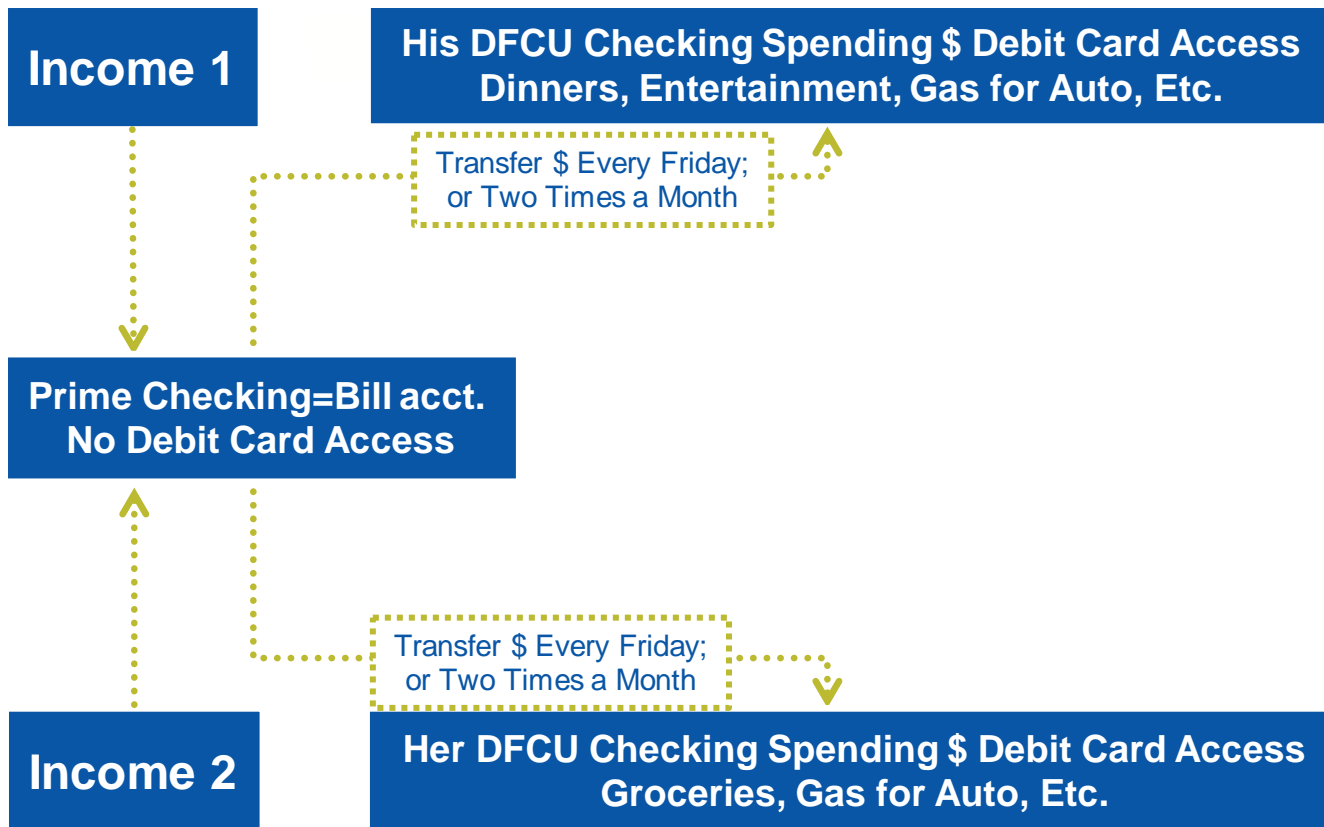 Income 1
His DFCU Checking Spending $ Debit Card Access
Dinners, Entertainment, Gas for Auto, Etc.
Transfer $ Every Friday;
or Two Times a Month
Prime Checking=Bill acct.
No Debit Card Access
Transfer $ Every Friday;
or Two Times a Month
Income 2
Her DFCU Checking Spending $ Debit Card Access
Groceries, Gas for Auto, Etc.